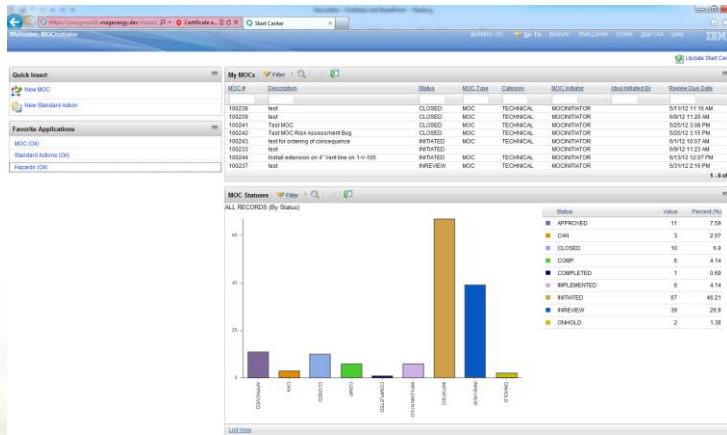 Start Center
Welcome, MOCInitiator
Bulletins (0) Go To Reports Start Center Profile Sign Out Help IBM
Update Start Cen
Quick Insert
New MOC
New Standard Action
Favorite Applications
MOC (Oil)
Standard Actions (Oil)
Hazards (Oil)
My MOCs Filter
MOC # Description Status MOC Type Category MOC Initiator Idea Initiated By Review Due Date
100238 test CLOSED MOC TECHNICAL MOCINITIATOR 5/11/12 11:16 AM
100239 test CLOSED MOC TECHNICAL MOCINITIATOR 6/9/12 11:20 AM
100241 Test MOC CLOSED MOC TECHNICAL MOCINITIATOR 5/25/12 3:08 PM
100242 Test MOC Risk Assessment Bug CLOSED MOC TECHNICAL MOCINITIATOR 5/25/12 3:15 PM
100243 test for ordering of consequence INITIATED MOC TECHNICAL MOCINITIATOR 6/1/12 10:07 AM
100233 test INITIATED MOCINITIATOR 6/8/12 11:23 AM
100244 Install extension on 4" Vent line on 1-V-105 INITIATED MOC TECHNICAL MOCINITIATOR 6/13/12 12:07 PM
100237 test INREVIEW MOC TECHNICAL MOCINITIATOR 5/31/12 2:16 PM
1 - 8 of
MOC Statuses Filter
ALL RECORDS (By Status)
Status Value Percent (%)
APPROVED 11 7.59
CAN 3 2.07
CLOSED 10 6.9
COMP 6 4.14
COMPLETED 1 0.69
IMPLEMENTED 6 4.14
INITIATED 67 46.21
INREVIEW 39 26.9
ONHOLD 2 1.38
60
40
20
0
APPROVED
CAN
CLOSED
COMP
COMPLETED
IMPLEMENTED
INITIATED
INREVIEW
ONHOLD
List View